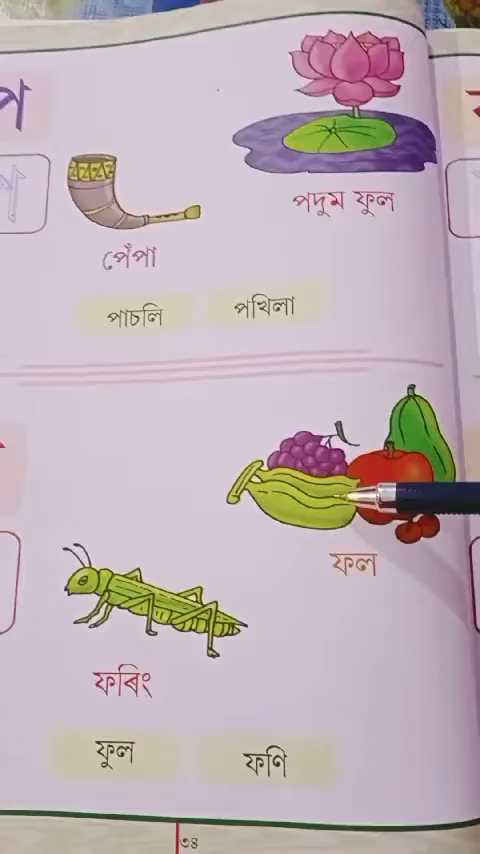 প
পদুম ফুল
পেঁপা
পাচলি
পখিলা
ফল
ফৰিং
ফুল
ফণি
৩৪